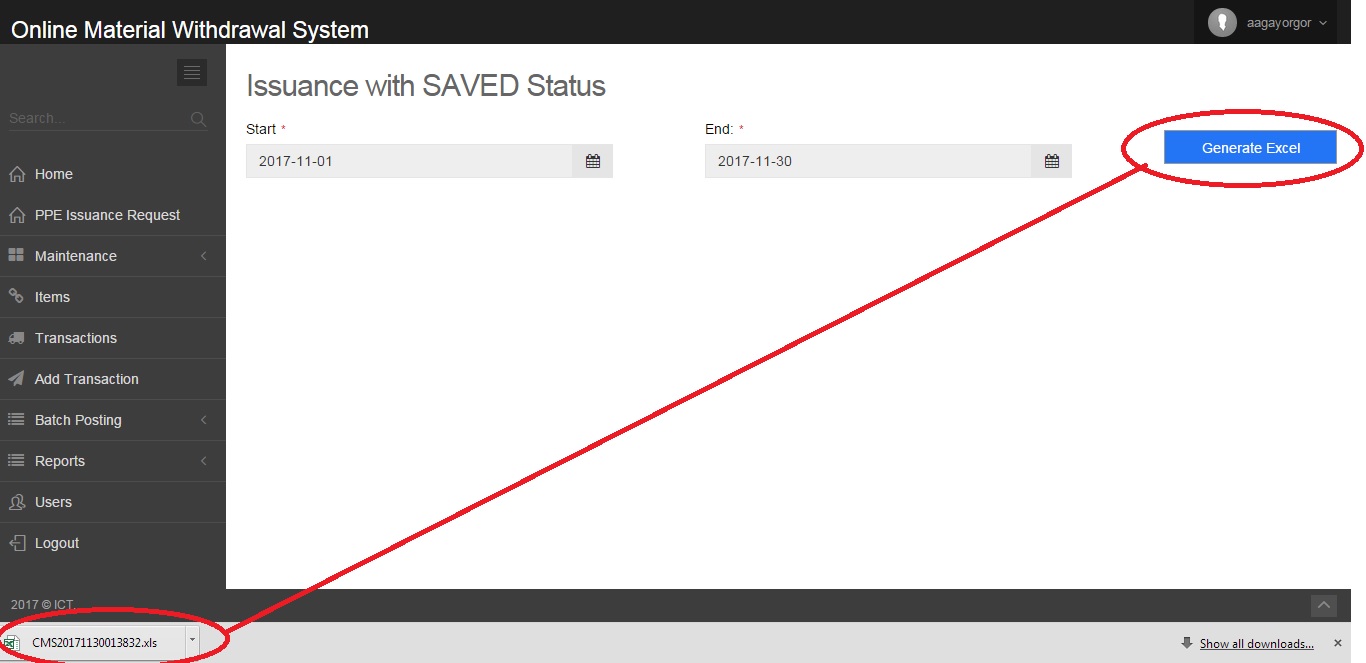 Online Material Withdrawal System
aagayorgor
Search...
Home
PPE Issuance Request
Maintenance
Items
Transactions
Add Transaction
Batch Posting
Reports
Users
Logout
Issuance with SAVED Status
Start *
End: *
2017-11-01
2017-11-30
Generate Excel
2017 © ICT.
CMS20171130013832.xls
Show all downloads...